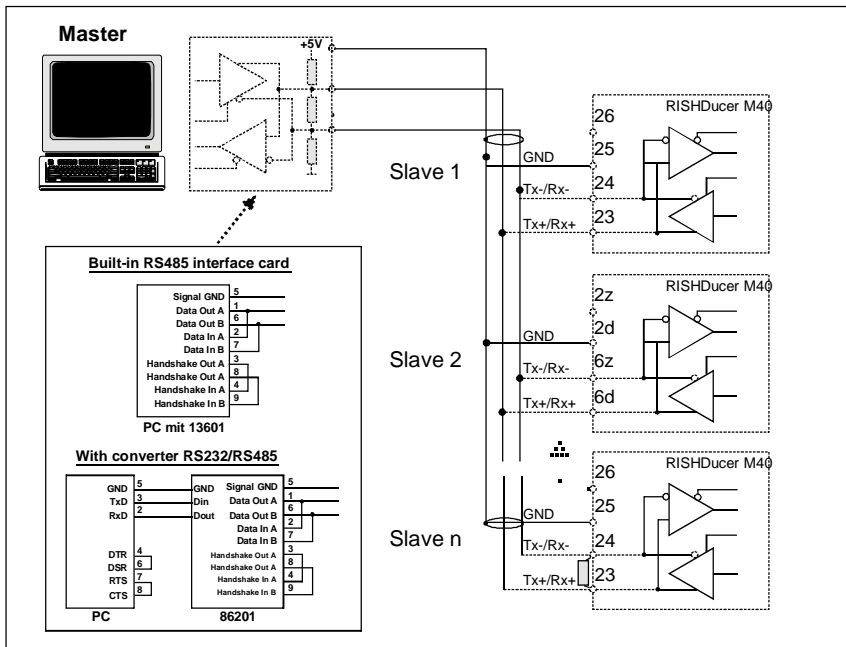 Master
+5V
RISHDucer M40
26
25
Slave 1
GND
24
Tx-/Rx-
23
Tx+/Rx+
RISHDucer M40
2z
2d
Slave 2
GND
6z
Tx-/Rx-
6d
Tx+/Rx+
RISHDucer M40
26
25
Slave n
GND
24
Tx-/Rx-
23
Tx+/Rx+
Built-in RS485 interface card
Signal GND 5
Data Out A 1
Data Out B 6
Data In A 2
Data In B 7
Handshake Out A 3
Handshake Out A 8
Handshake In A 4
Handshake In B 9
PC mit 13601
With converter RS232/RS485
GND 5
TxD 3
RxD 2
DTR 4
DSR 6
RTS 7
CTS 8
PC
GND
Din
Dout
Signal GND 5
Data Out A 1
Data Out B 6
Data In A 2
Data In B 7
Handshake Out A 3
Handshake Out A 8
Handshake In A 4
Handshake In B 9
86201